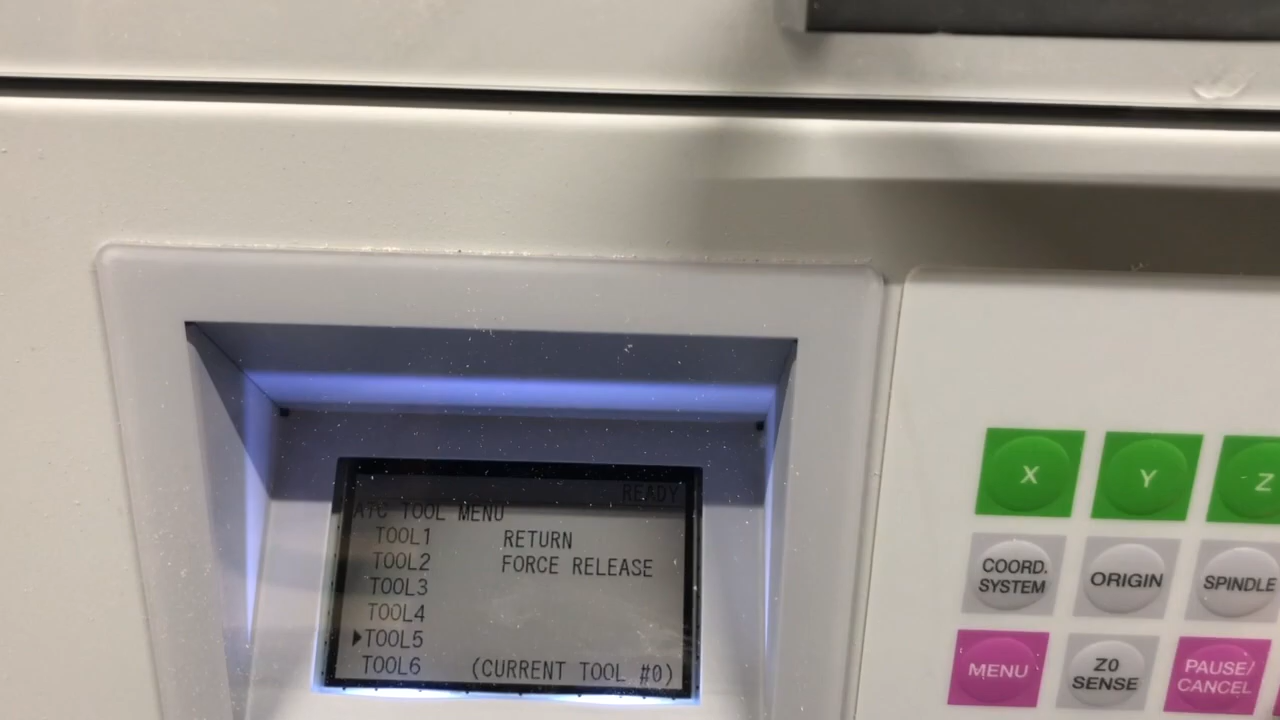 READY
ATC TOOL MENU
TOOL1 RETURN
TOOL2 FORCE RELEASE
TOOL3
TOOL4
TOOL5
TOOL6 (CURRENT TOOL #0)
X Y Z
COORD. SYSTEM
ORIGIN
SPINDLE
MENU
Z0 SENSE
PAUSE/ CANCEL